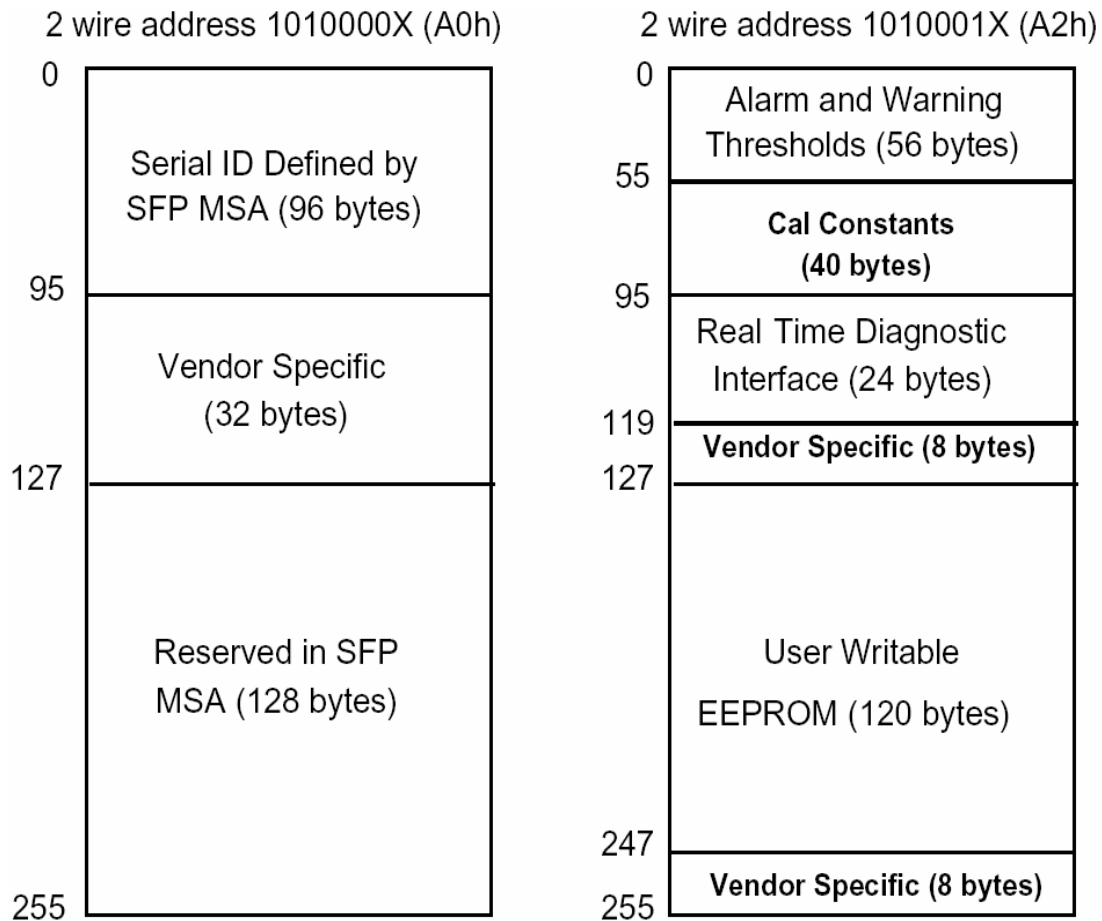 2 wire address 1010000X (A0h)
0
Serial ID Defined by
SFP MSA (96 bytes)
95
Vendor Specific
(32 bytes)
127
Reserved in SFP
MSA (128 bytes)
255
2 wire address 1010001X (A2h)
0
Alarm and Warning
Thresholds (56 bytes)
55
Cal Constants
(40 bytes)
95
Real Time Diagnostic
Interface (24 bytes)
119
Vendor Specific (8 bytes)
127
User Writable
EEPROM (120 bytes)
247
Vendor Specific (8 bytes)
255